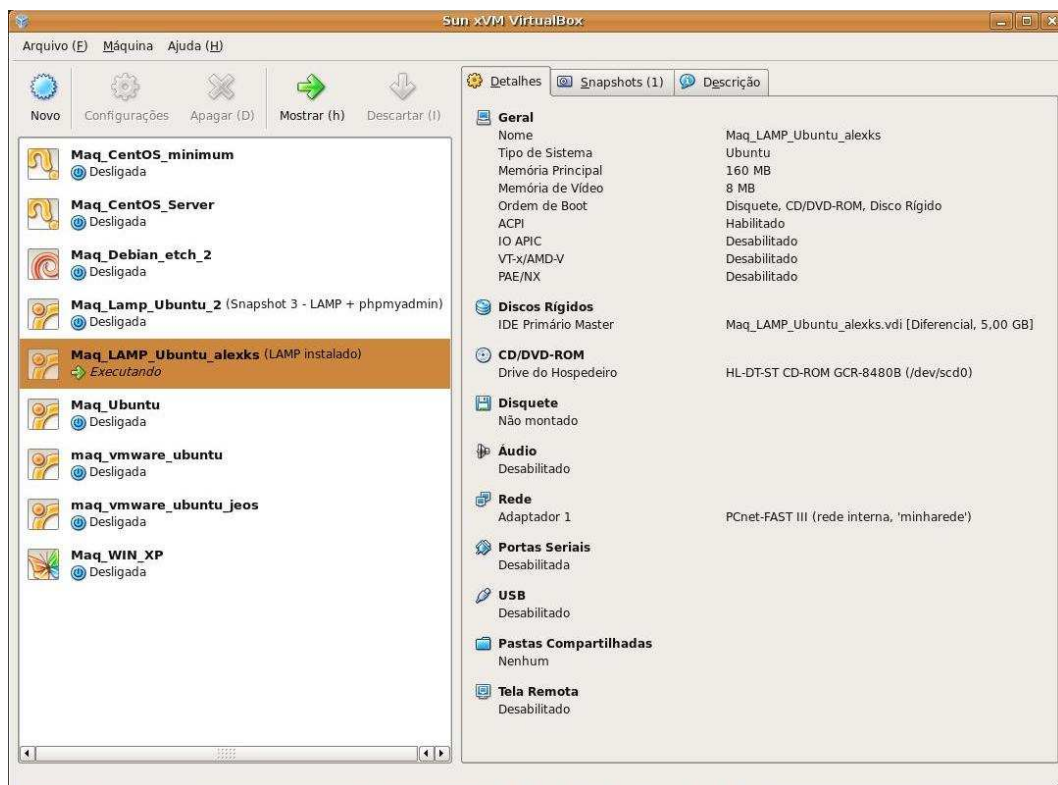 Sun xVM VirtualBox
Arquivo (F) Máquina Ajuda (H)
Novo Configurações Apagar (D) Mostrar (h) Descartar (I)
Maq_CentOS_minimum
Desligada
Maq_CentOS_Server
Desligada
Maq_Debian_etch_2
Desligada
Maq_Lamp_Ubuntu_2 (Snapshot 3 - LAMP + phpmyadmin)
Desligada
Maq_LAMP_Ubuntu_alexks (LAMP instalado)
Executando
Maq_Ubuntu
Desligada
maq_vmware_ubuntu
Desligada
maq_vmware_ubuntu_jeos
Desligada
Maq_WIN_XP
Desligada
Detalhes Snapshots (1) Descrição
Geral
Nome Maq_LAMP_Ubuntu_alexks
Tipo de Sistema Ubuntu
Memória Principal 160 MB
Memória de Vídeo 8 MB
Ordem de Boot Disquete, CD/DVD-ROM, Disco Rígido
ACPI Habilitado
IO APIC Desabilitado
VT-x/AMD-V Desabilitado
PAE/NX Desabilitado
Discos Rígidos
IDE Primário Master Maq_LAMP_Ubuntu_alexks.vdi [Diferencial, 5,00 GB]
CD/DVD-ROM
Drive do Hospedeiro HL-DT-ST CD-ROM GCR-8480B (/dev/scd0)
Disquete
Não montado
Áudio
Desabilitado
Rede
Adaptador 1 PCnet-FAST III (rede interna, 'minharede')
Portas Seriais
Desabilitada
USB
Desabilitado
Pastas Compartilhadas
Nenhum
Tela Remota
Desabilitado